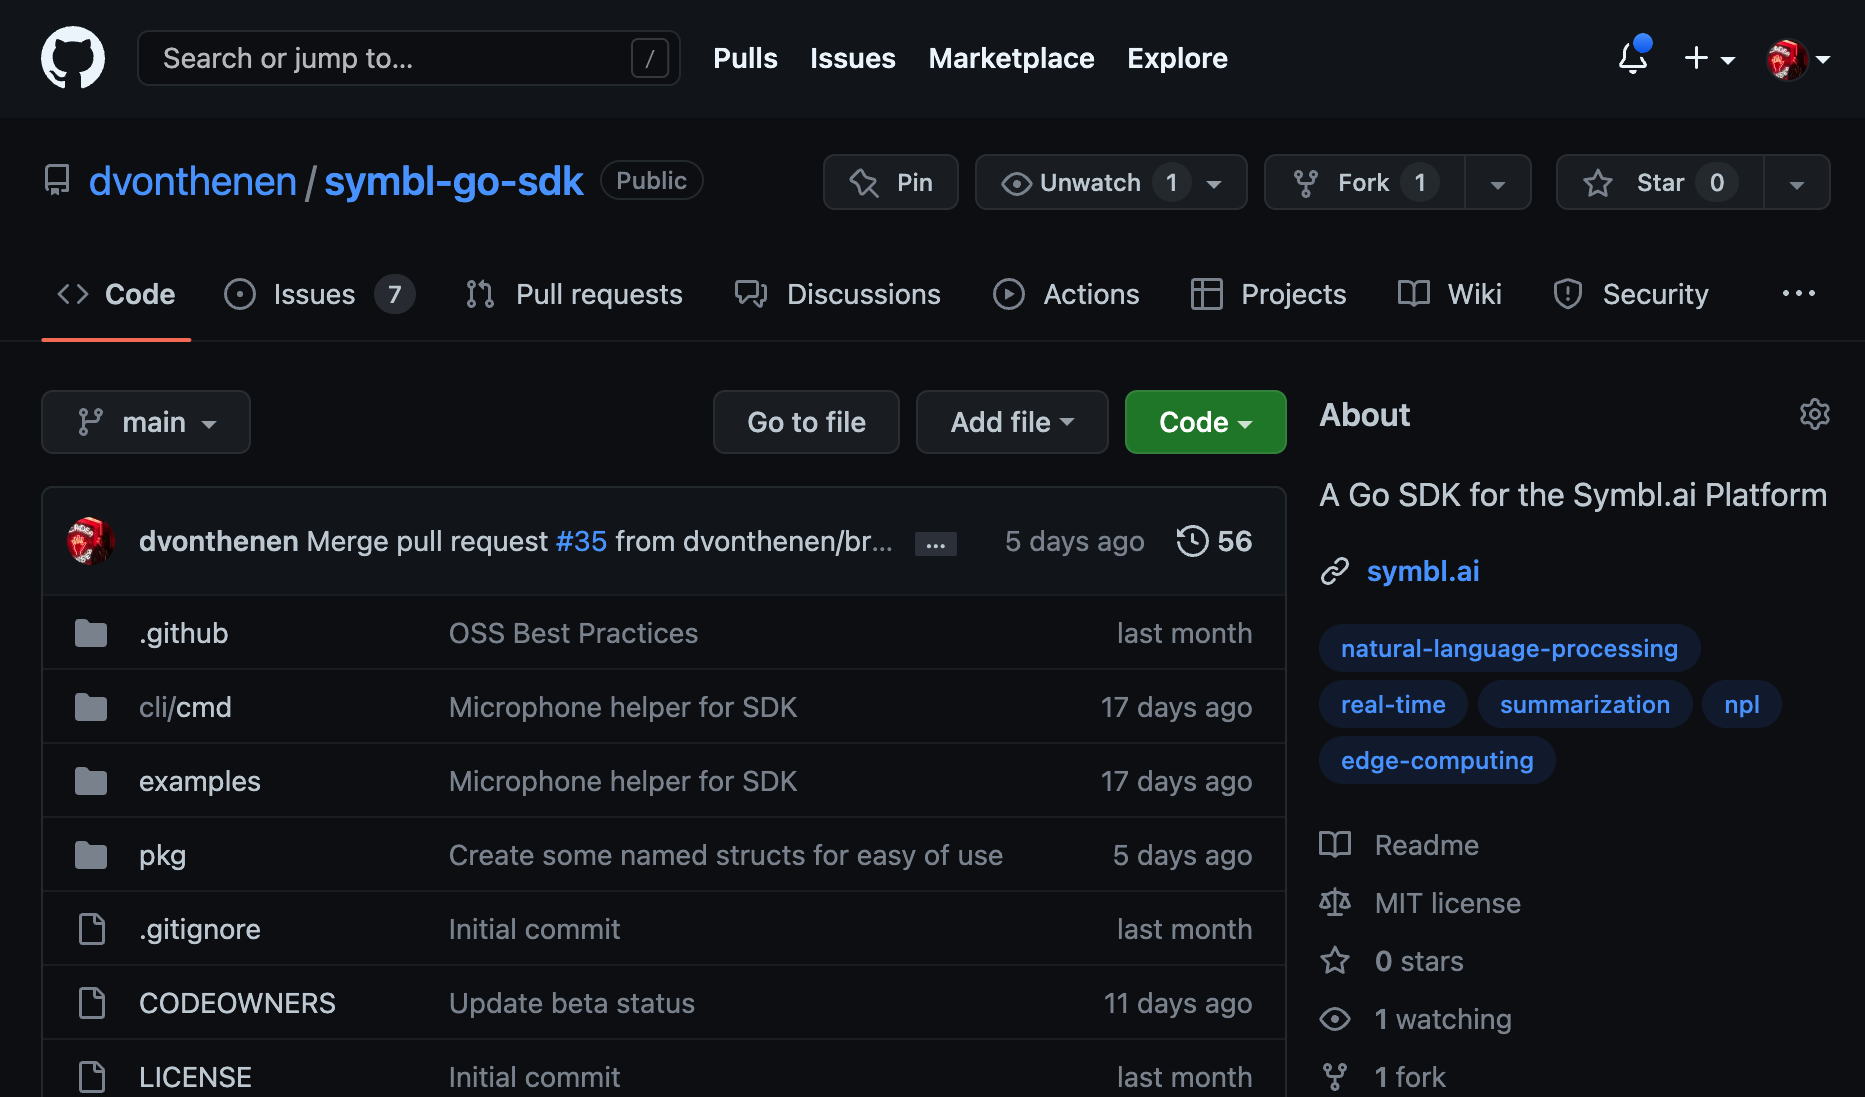 Search or jump to... /
Pulls Issues Marketplace Explore
dvonthenen / symbl-go-sdk Public
Pin
Unwatch 1
Fork 1
Star 0
Code
Issues 7
Pull requests
Discussions
Actions
Projects
Wiki
Security
main
Go to file
Add file
Code
dvonthenen Merge pull request #35 from dvonthenen/br... ... 5 days ago 56
.github OSS Best Practices last month
cli/cmd Microphone helper for SDK 17 days ago
examples Microphone helper for SDK 17 days ago
pkg Create some named structs for easy of use 5 days ago
.gitignore Initial commit last month
CODEOWNERS Update beta status 11 days ago
LICENSE Initial commit last month
About
A Go SDK for the Symbl.ai Platform
symbl.ai
natural-language-processing
real-time summarization npl
edge-computing
Readme
MIT license
0 stars
1 watching
1 fork